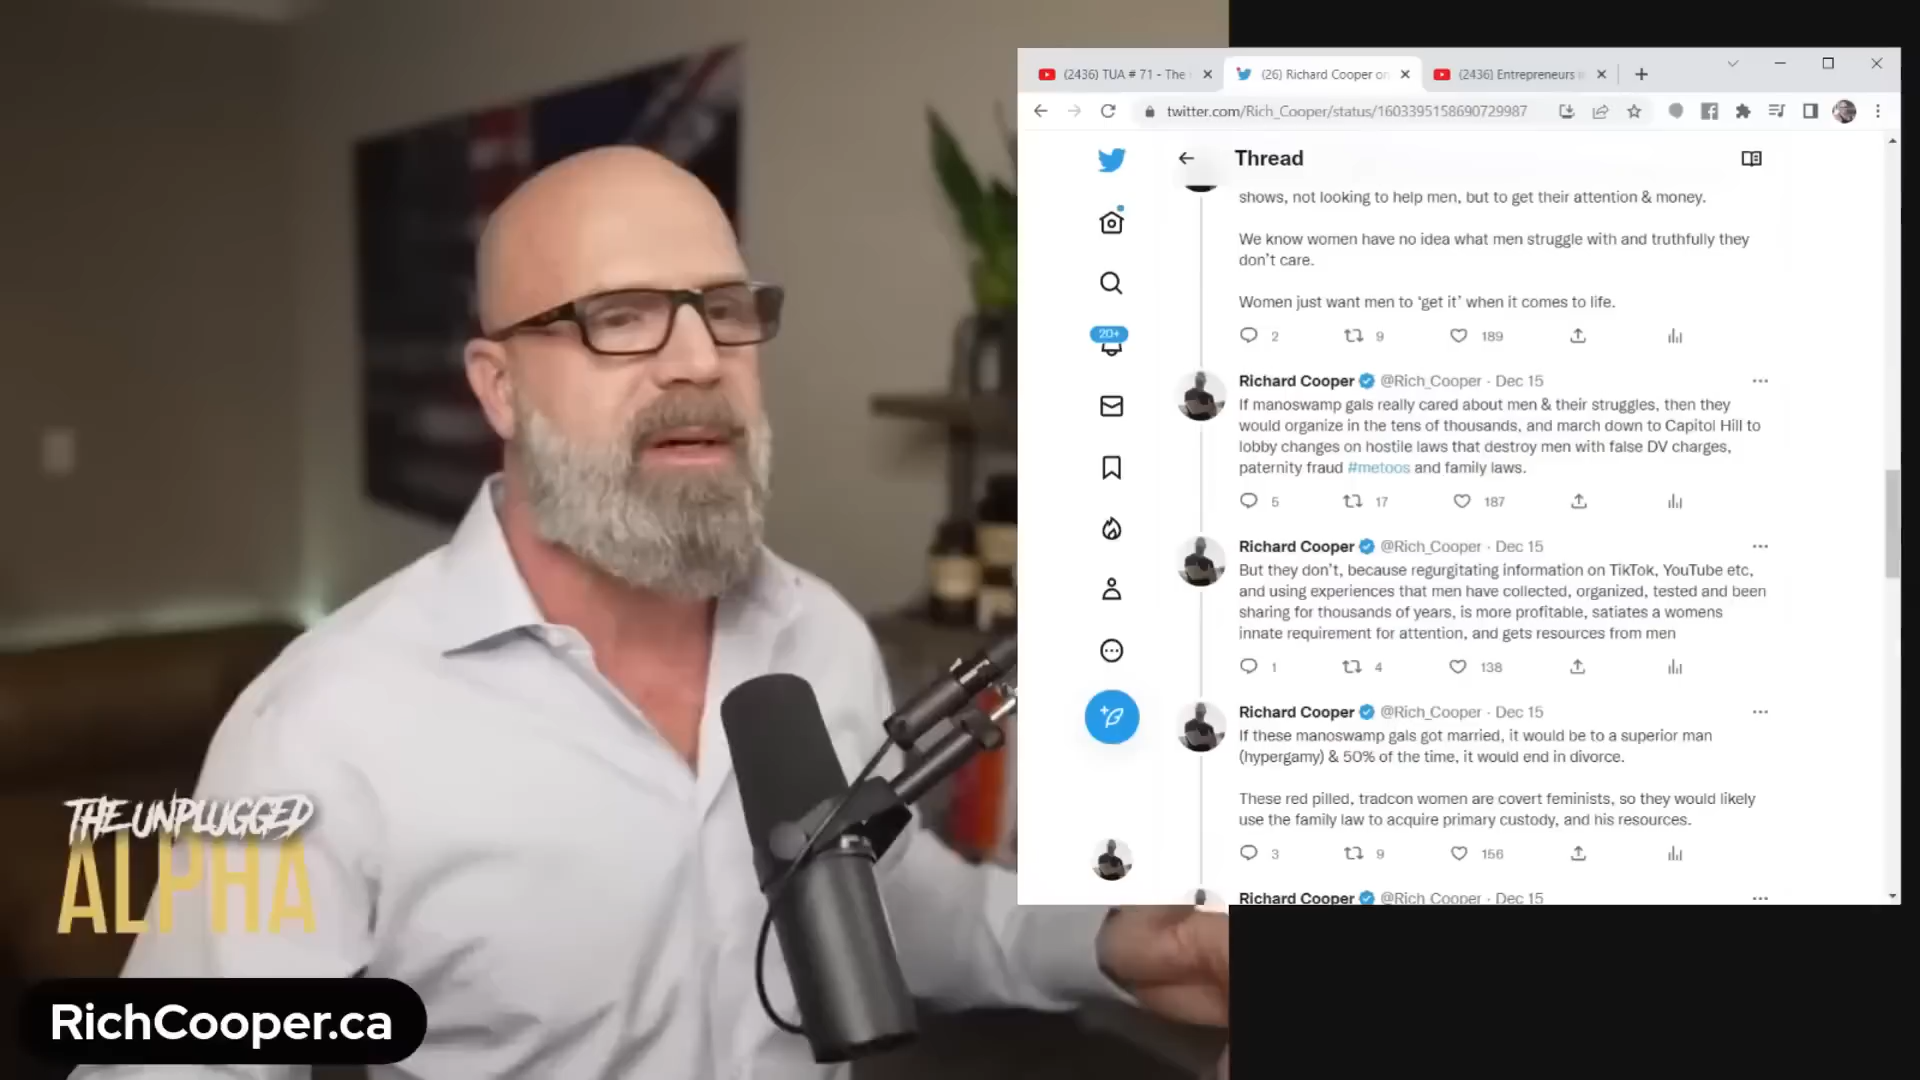 (2436) TUA # 71 - The
(26) Richard Cooper on
(2436) Entrepreneurs
twitter.com/Rich_Cooper/status/1603395158690729987
Thread
shows, not looking to help men, but to get their attention & money.
We know women have no idea what men struggle with and truthfully they
don't care.
Women just want men to 'get it' when it comes to life.
2 9 189
20+
Richard Cooper @Rich_Cooper · Dec 15
If manoswamp gals really cared about men & their struggles, then they
would organize in the tens of thousands, and march down to Capitol Hill to
lobby changes on hostile laws that destroy men with false DV charges,
paternity fraud #metoos and family laws.
5 17 187
Richard Cooper @Rich_Cooper · Dec 15
But they don't, because regurgitating information on TikTok, YouTube etc,
and using experiences that men have collected, organized, tested and been
sharing for thousands of years, is more profitable, satiates a womens
innate requirement for attention, and gets resources from men
1 4 138
Richard Cooper @Rich_Cooper · Dec 15
If these manoswamp gals got married, it would be to a superior man
(hypergamy) & 50% of the time, it would end in divorce.
These red pilled, tradcon women are covert feminists, so they would likely
use the family law to acquire primary custody, and his resources.
3 9 156
Richard Cooper @Rich_Cooper · Dec 15
THE UNPLUGGED
ALPHA
RichCooper.ca